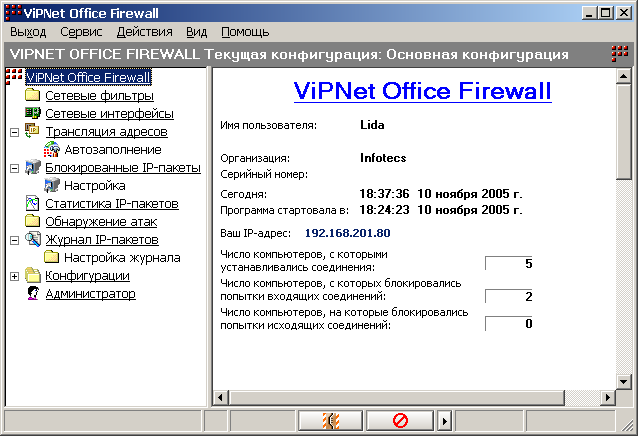 ViPNet Office Firewall
Выход Сервис Действия Вид Помощь
VIPNET OFFICE FIREWALL Текущая конфигурация: Основная конфигурация
ViPNet Office Firewall
Сетевые фильтры
Сетевые интерфейсы
Трансляция адресов
Автозаполнение
Блокированные IP-пакеты
Настройка
Статистика IP-пакетов
Обнаружение атак
Журнал IP-пакетов
Настройка журнала
Конфигурации
Администратор
ViPNet Office Firewall
Имя пользователя: Lida
Организация: Infotecs
Серийный номер:
Сегодня: 18:37:36 10 ноября 2005 г.
Программа стартовала в: 18:24:23 10 ноября 2005 г.
Ваш IP-адрес: 192.168.201.80
Число компьютеров, с которыми
устанавливались соединения: 5
Число компьютеров, с которых блокировались
попытки входящих соединений: 2
Число компьютеров, на которые блокировались
попытки исходящих соединений: 0